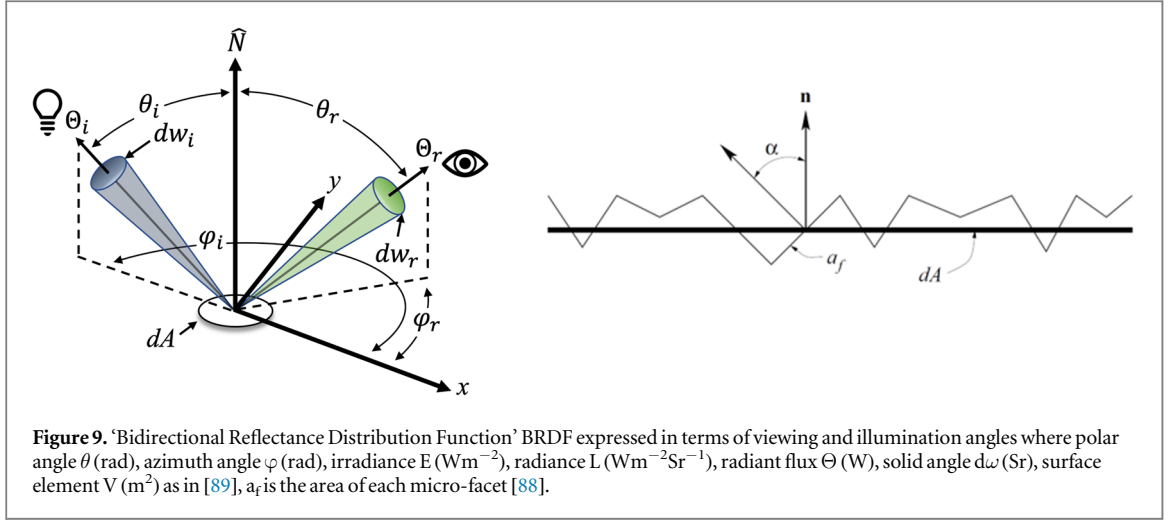 N̂
θᵢ
θᵣ
Θᵢ
dwᵢ
Θᵣ
y
φᵢ
dwᵣ
φᵣ
dA
x
n
α
a_f
dA
Figure 9. ‘Bidirectional Reflectance Distribution Function’ BRDF expressed in terms of viewing and illumination angles where polar
angle θ (rad), azimuth angle φ (rad), irradiance E (Wm⁻²), radiance L (Wm⁻²Sr⁻¹), radiant flux Θ (W), solid angle dω (Sr), surface
element V (m²) as in [89], a_f is the area of each micro-facet [88].